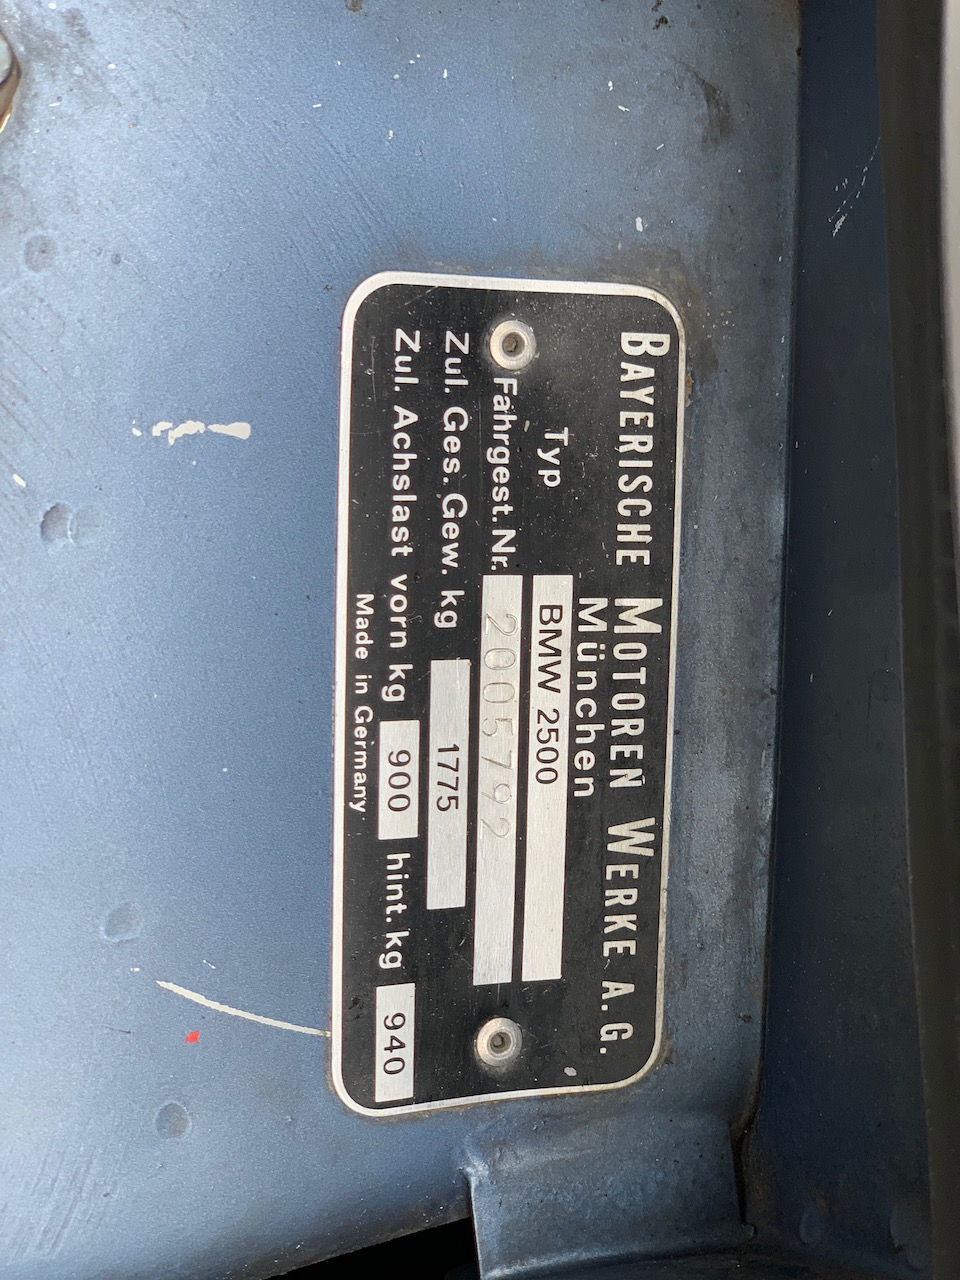 BAYERISCHE MOTOREN WERKE A.G.
München
Typ BMW 2500
Fahrgest.Nr. 2005792
Zul. Ges. Gew. kg 1775
Zul. Achslast vorn kg 900 hint. kg 940
Made in Germany